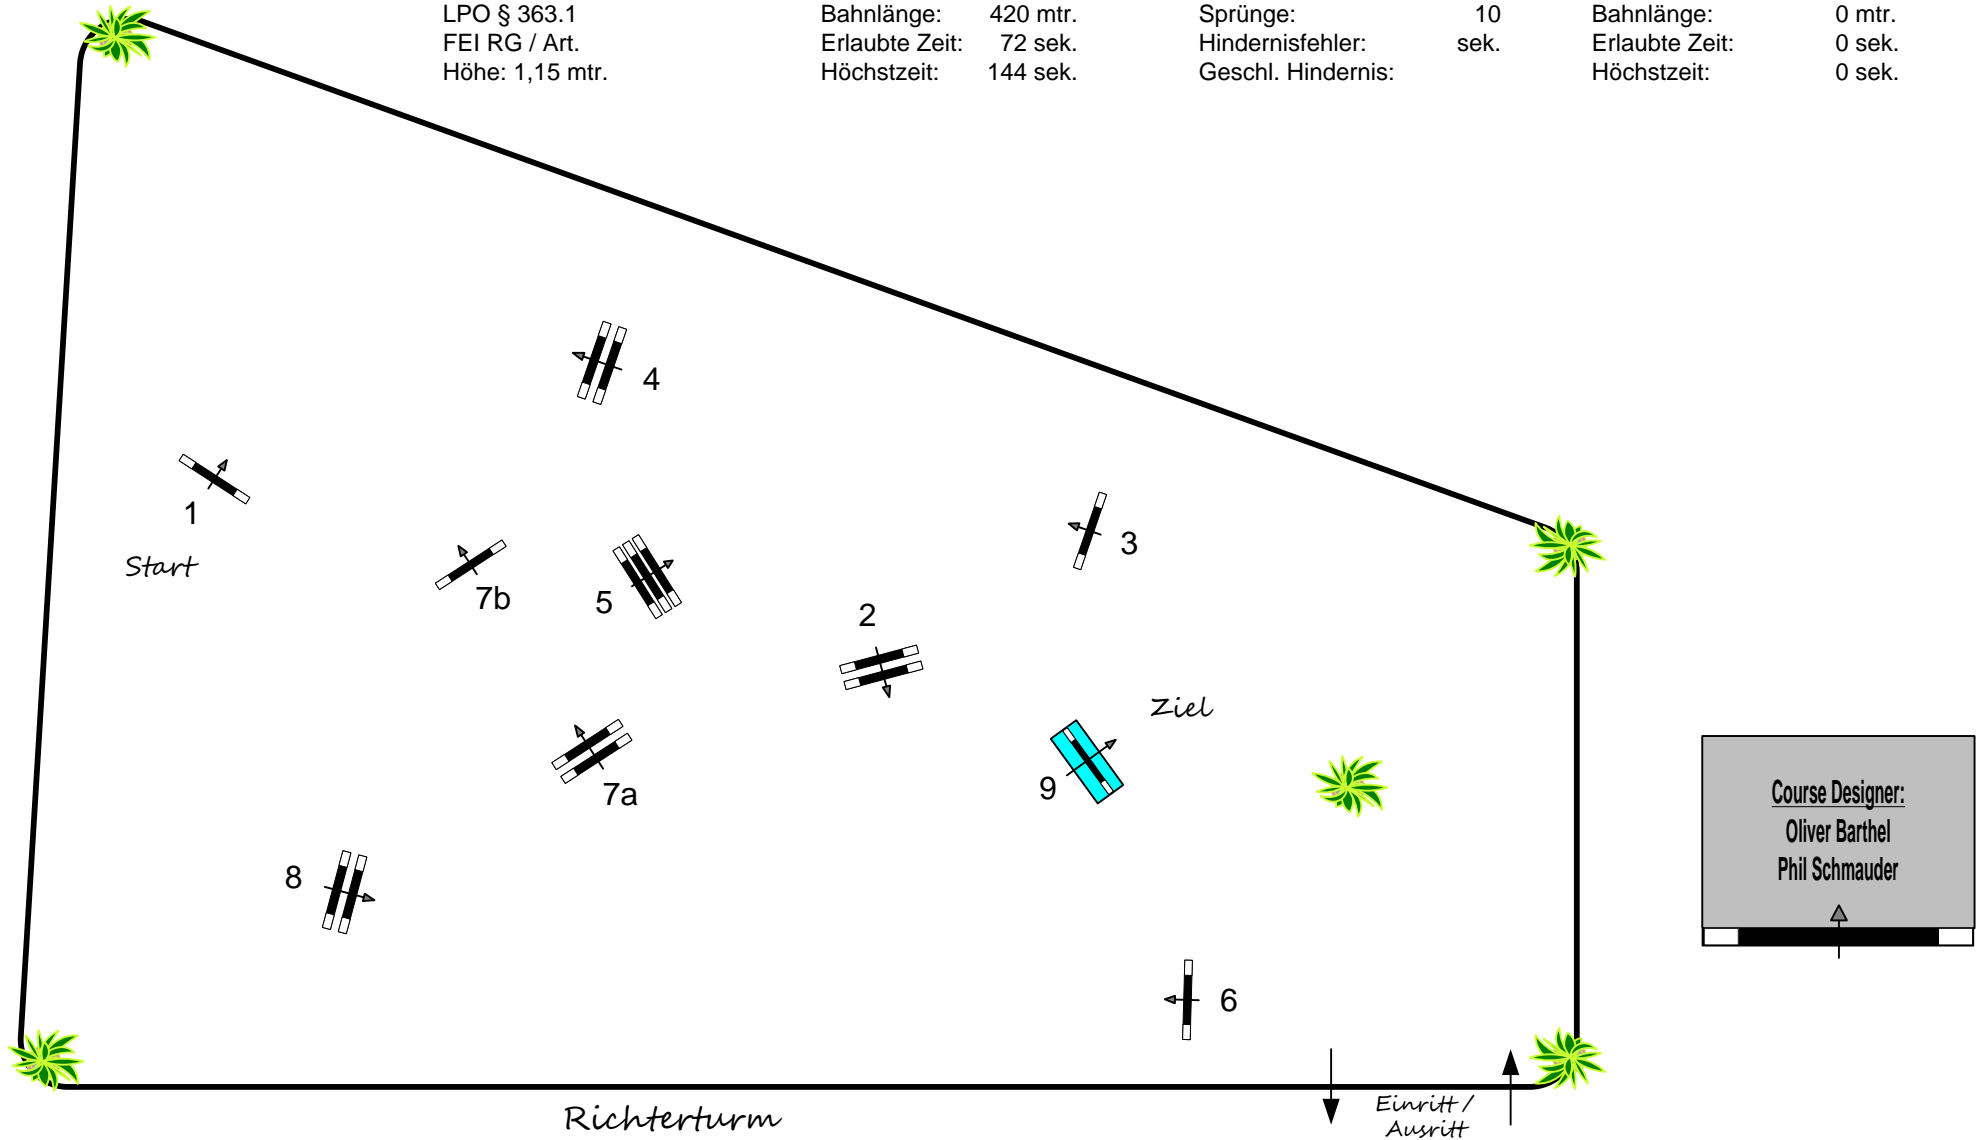 LPO § 363.1 Bahnlänge: 420 mtr. Sprünge: 10 Bahnlänge: 0 mtr.
FEI RG / Art. Erlaubte Zeit: 72 sek. Hindernisfehler: sek. Erlaubte Zeit: 0 sek.
Höhe: 1,15 mtr. Höchstzeit: 144 sek. Geschl. Hindernis: Höchstzeit: 0 sek.
4
1
3
Start
7b
5
2
Ziel
9
7a
Course Designer:
Oliver Barthel
Phil Schmauder
8
6
Richterturm
Einritt /
Ausritt